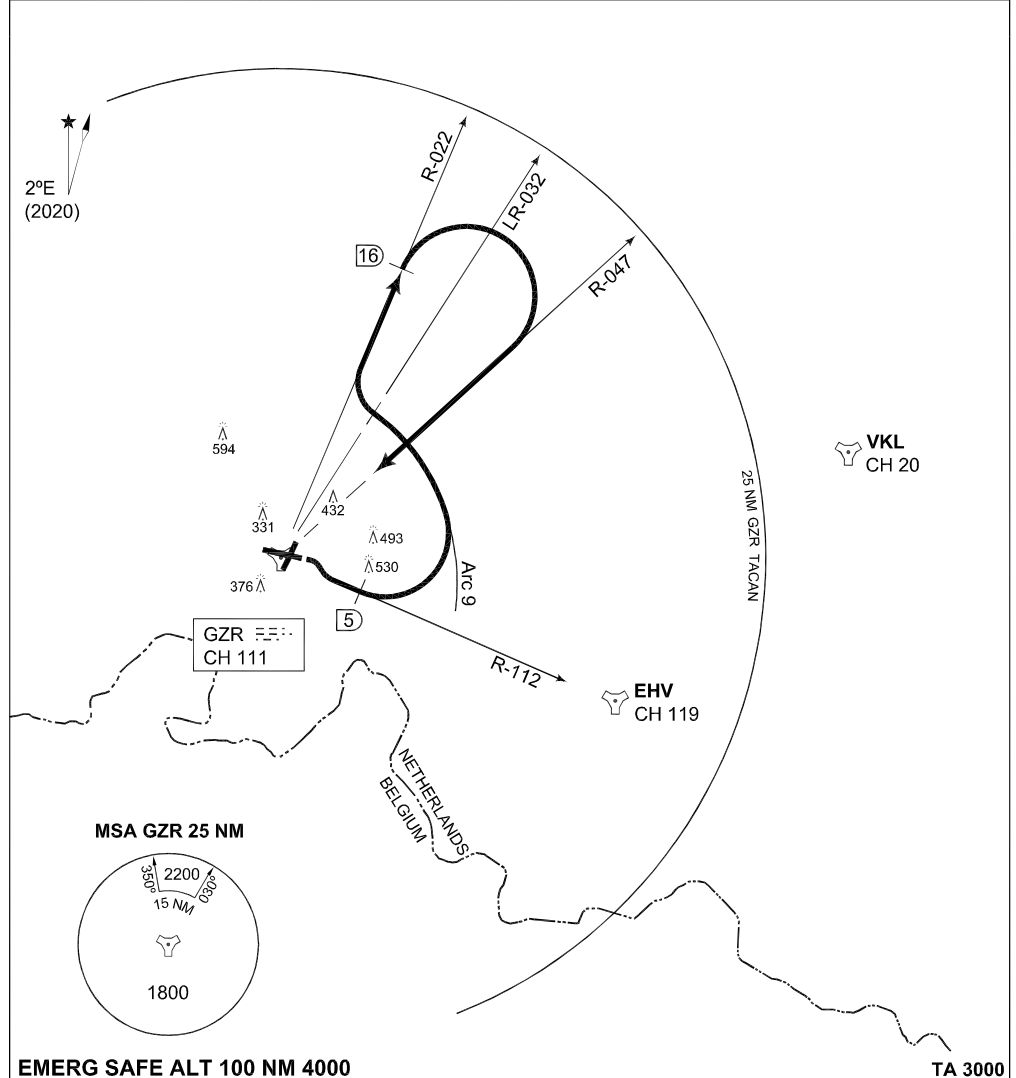 R-022
LR-032
R-047
2ºE
(2020)
16
594
432
331
493
530
376
VKL
CH 20
25 NM GZR TACAN
Arc 9
5
GZR
CH 111
R-112
EHV
CH 119
NETHERLANDS
BELGIUM
MSA GZR 25 NM
350º
2200
030º
15 NM
1800
EMERG SAFE ALT 100 NM 4000
TA 3000